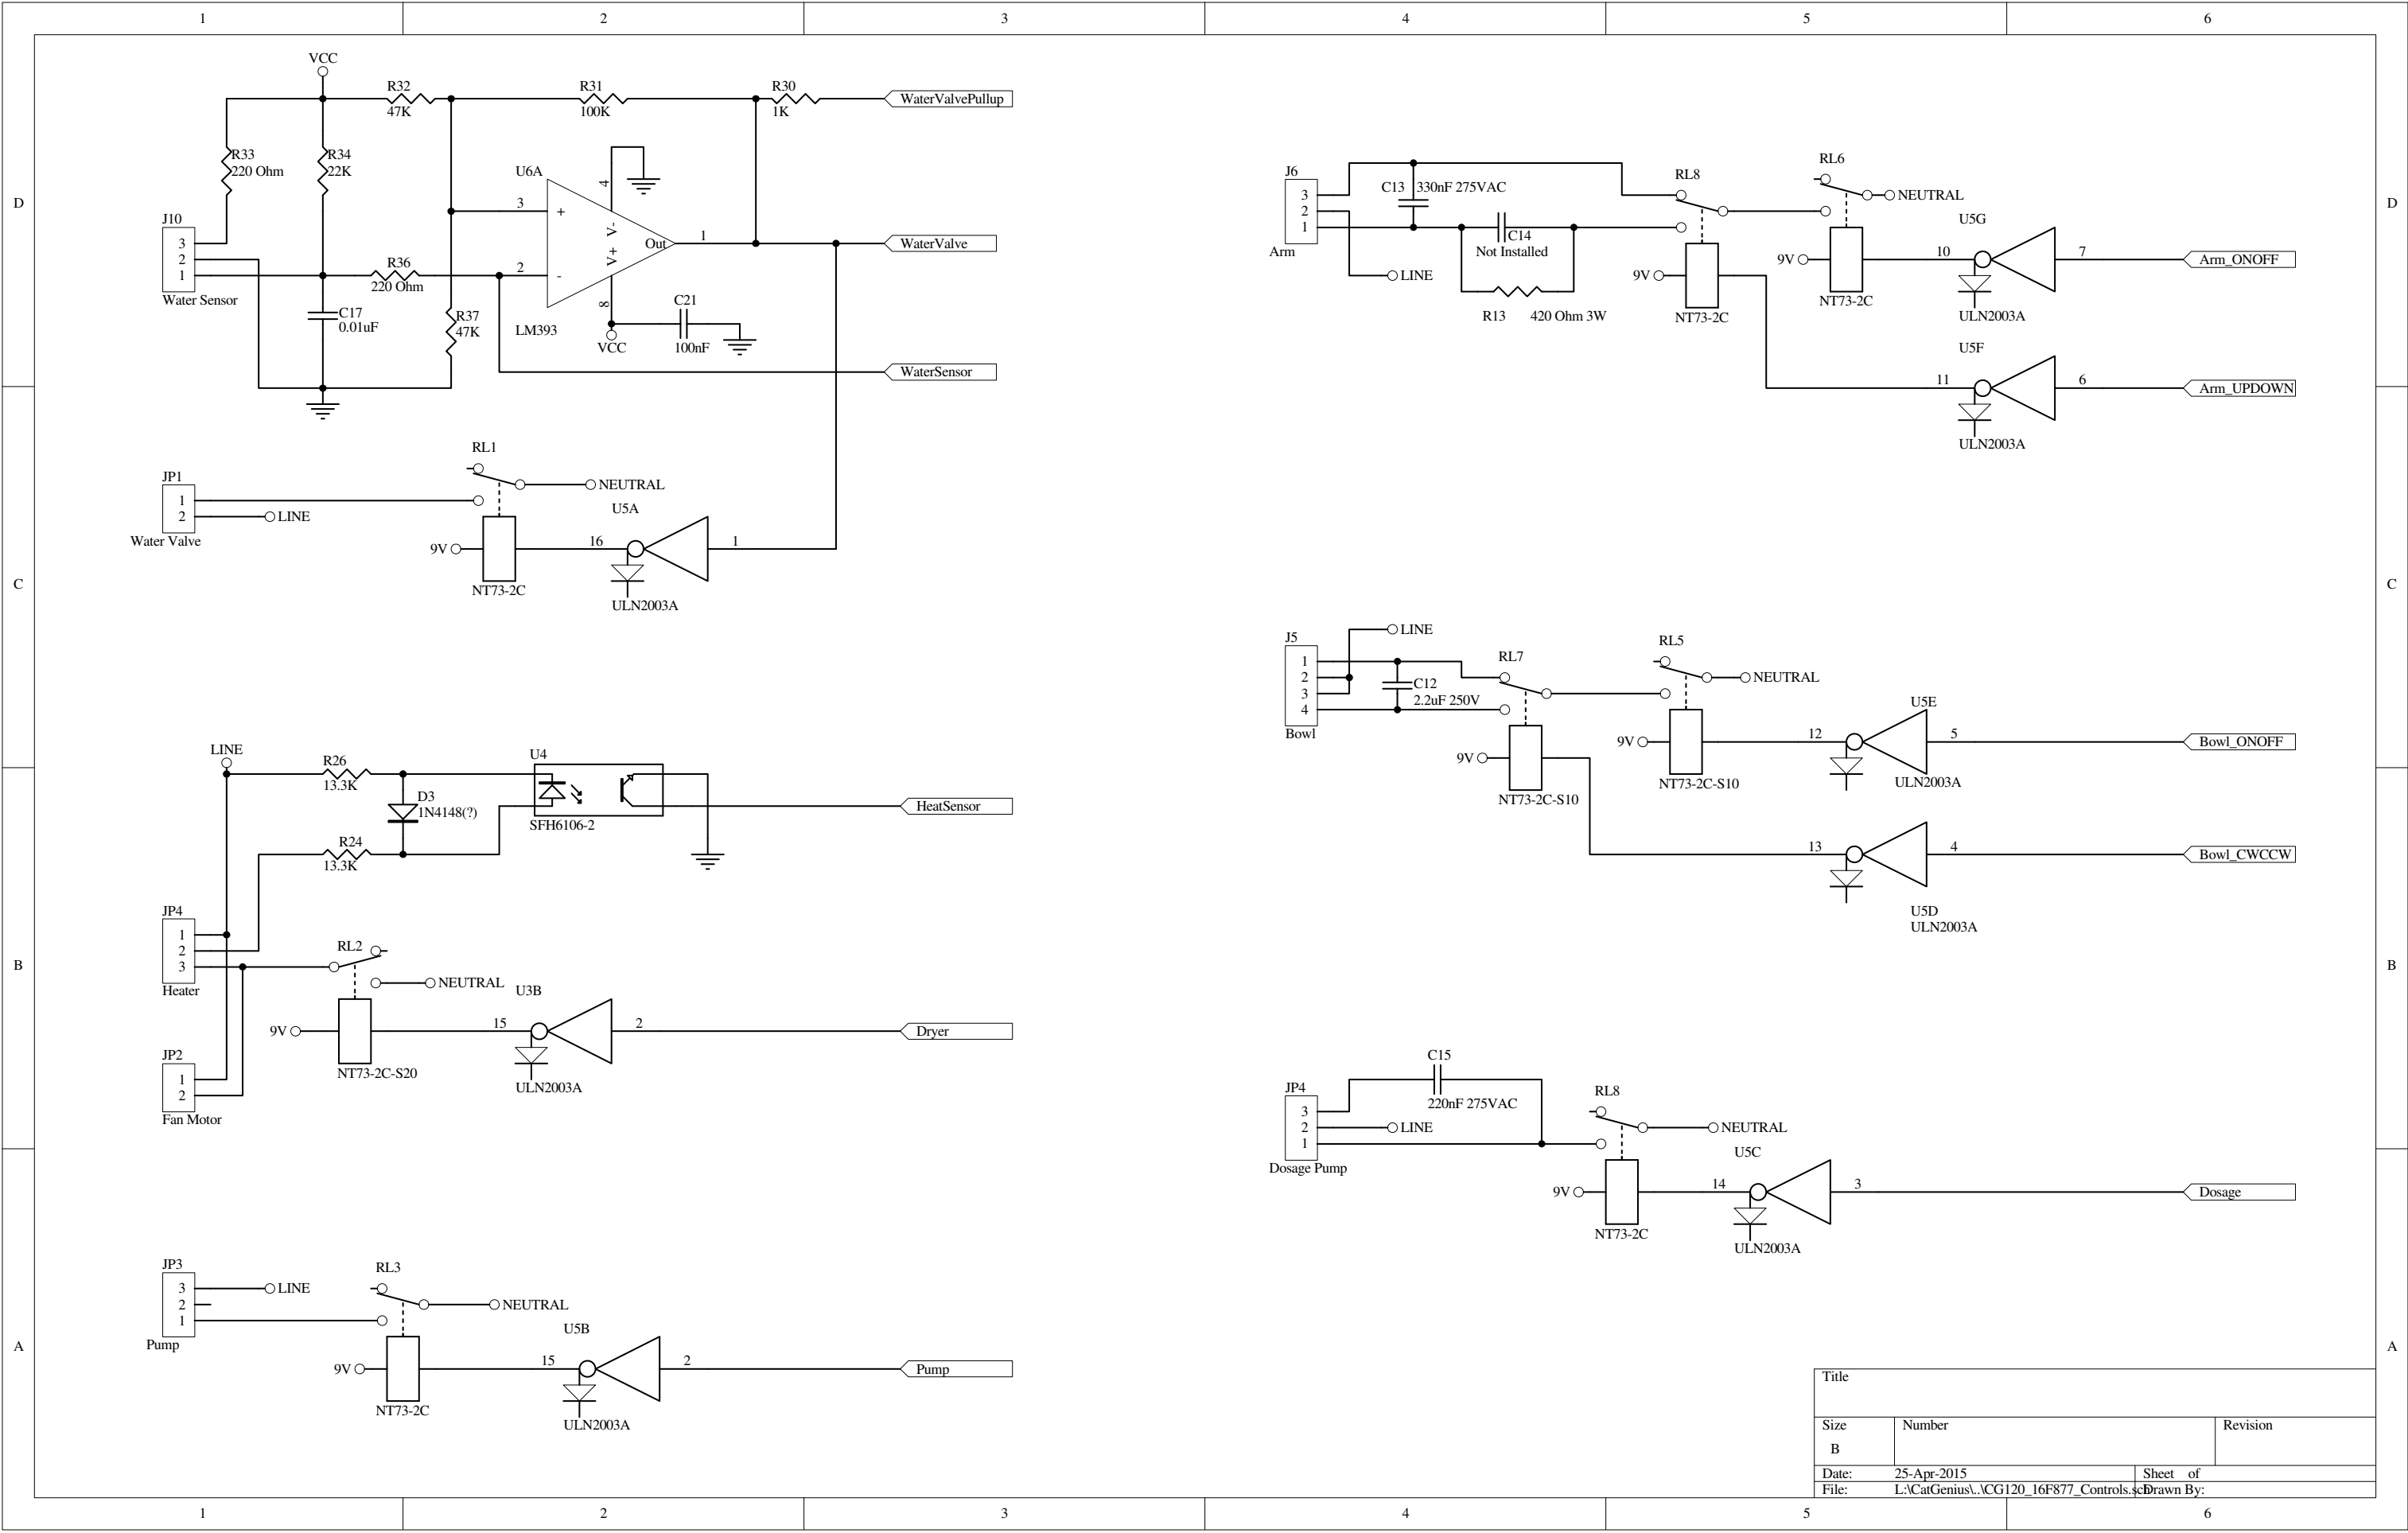 1 2 3 4 5 6
D
C
B
A
D
C
B
A
1 2 3 4 5 6
VCC
R32
47K
R31
100K
R30
1K
WaterValvePullup
R33
220 Ohm
R34
22K
U6A
4
3
+
V-
V+
Out
1
WaterValve
2
-
8
LM393
VCC
C21
100nF
J10
3
2
1
Water Sensor
R36
220 Ohm
C17
0.01uF
R37
47K
WaterSensor
RL1
NEUTRAL
JP1
1
2
LINE
Water Valve
U5A
9V
16
1
NT73-2C
ULN2003A
LINE
R26
13.3K
D3
1N4148(?)
R24
13.3K
U4
SFH6106-2
HeatSensor
JP4
1
2
3
Heater
RL2
NEUTRAL
U3B
9V
15
2
Dryer
NT73-2C-S20
ULN2003A
JP2
1
2
Fan Motor
JP3
3
2
1
Pump
LINE
RL3
NEUTRAL
U5B
9V
15
2
Pump
NT73-2C
ULN2003A
J6
3
2
1
Arm
C13
330nF 275VAC
C14
Not Installed
LINE
R13
420 Ohm 3W
RL8
9V
NT73-2C
RL6
NEUTRAL
U5G
9V
10
7
Arm_ONOFF
NT73-2C
ULN2003A
U5F
11
6
Arm_UPDOWN
ULN2003A
J5
1
2
3
4
Bowl
LINE
C12
2.2uF 250V
RL7
9V
NT73-2C-S10
RL5
NEUTRAL
9V
NT73-2C-S10
U5E
12
5
Bowl_ONOFF
ULN2003A
13
4
Bowl_CWCCW
U5D
ULN2003A
C15
220nF 275VAC
JP4
3
2
1
Dosage Pump
LINE
RL8
NEUTRAL
U5C
9V
14
3
Dosage
NT73-2C
ULN2003A
Title
Size
B
Number
Revision
Date: 25-Apr-2015
Sheet of
File: L:\CatGenius\..\CG120_16F877_Controls.sch
Drawn By: